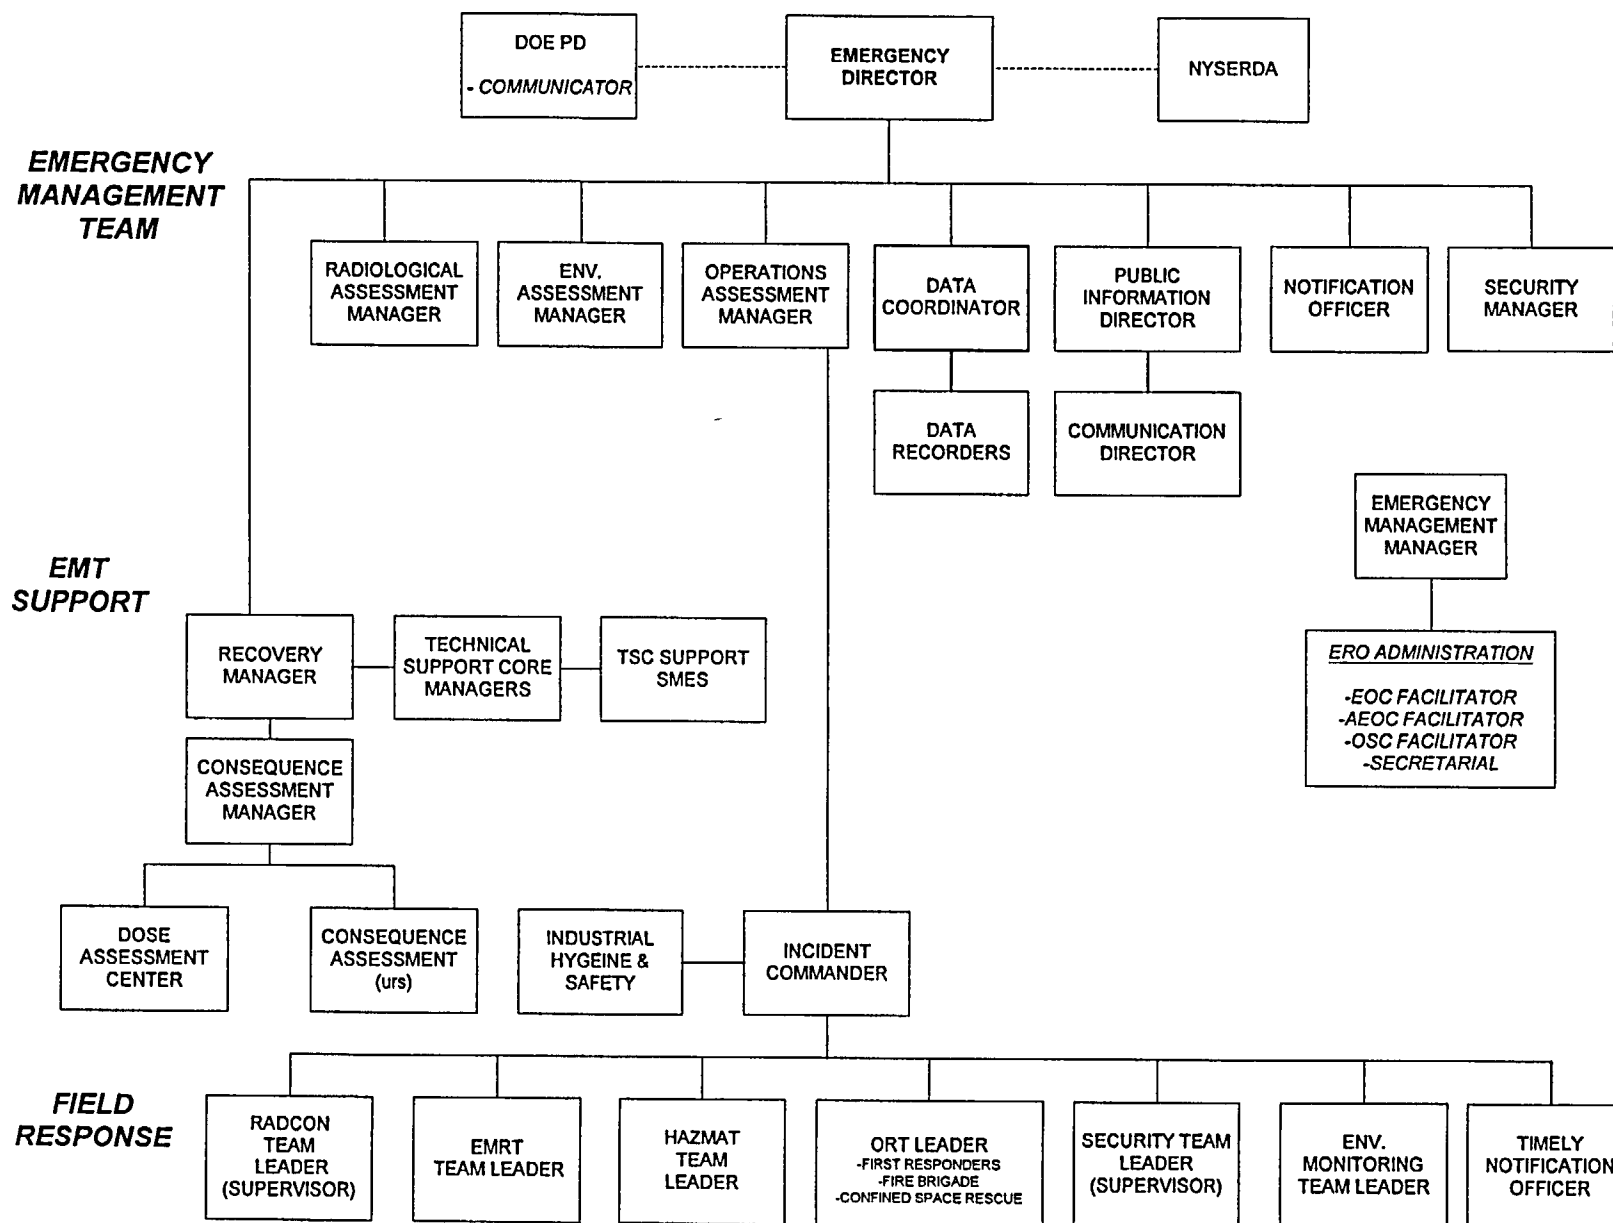 DOE PD
- COMMUNICATOR
EMERGENCY
DIRECTOR
NYSERDA
EMERGENCY
MANAGEMENT
TEAM
RADIOLOGICAL
ASSESSMENT
MANAGER
ENV.
ASSESSMENT
MANAGER
OPERATIONS
ASSESSMENT
MANAGER
DATA
COORDINATOR
PUBLIC
INFORMATION
DIRECTOR
NOTIFICATION
OFFICER
SECURITY
MANAGER
DATA
RECORDERS
COMMUNICATION
DIRECTOR
EMERGENCY
MANAGEMENT
MANAGER
EMT
SUPPORT
RECOVERY
MANAGER
TECHNICAL
SUPPORT CORE
MANAGERS
TSC SUPPORT
SMES
ERO ADMINISTRATION
-EOC FACILITATOR
-AEOC FACILITATOR
-OSC FACILITATOR
-SECRETARIAL
CONSEQUENCE
ASSESSMENT
MANAGER
DOSE
ASSESSMENT
CENTER
CONSEQUENCE
ASSESSMENT
(urs)
INDUSTRIAL
HYGEINE &
SAFETY
INCIDENT
COMMANDER
FIELD
RESPONSE
RADCON
TEAM
LEADER
(SUPERVISOR)
EMRT
TEAM LEADER
HAZMAT
TEAM
LEADER
ORT LEADER
-FIRST RESPONDERS
-FIRE BRIGADE
-CONFINED SPACE RESCUE
SECURITY TEAM
LEADER
(SUPERVISOR)
ENV.
MONITORING
TEAM LEADER
TIMELY
NOTIFICATION
OFFICER